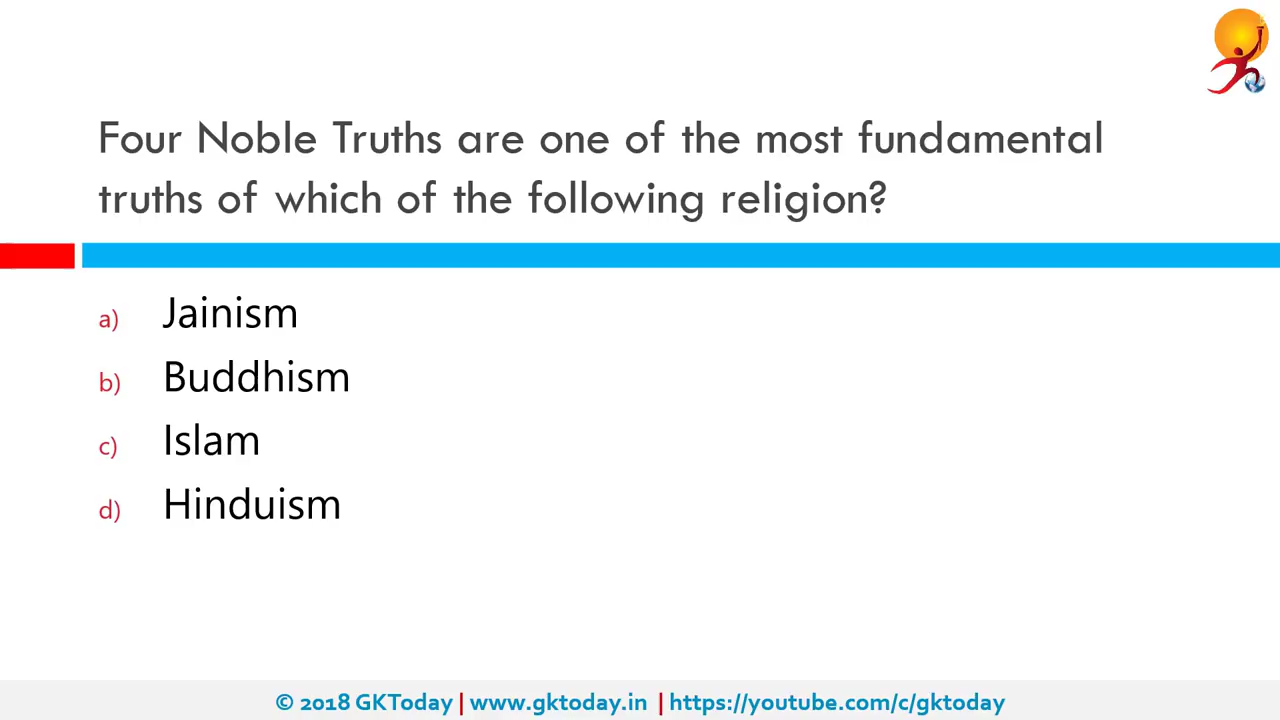 Four Noble Truths are one of the most fundamental
truths of which of the following religion?
a) Jainism
b) Buddhism
c) Islam
d) Hinduism
© 2018 GKToday | www.gktoday.in | https://youtube.com/c/gktoday